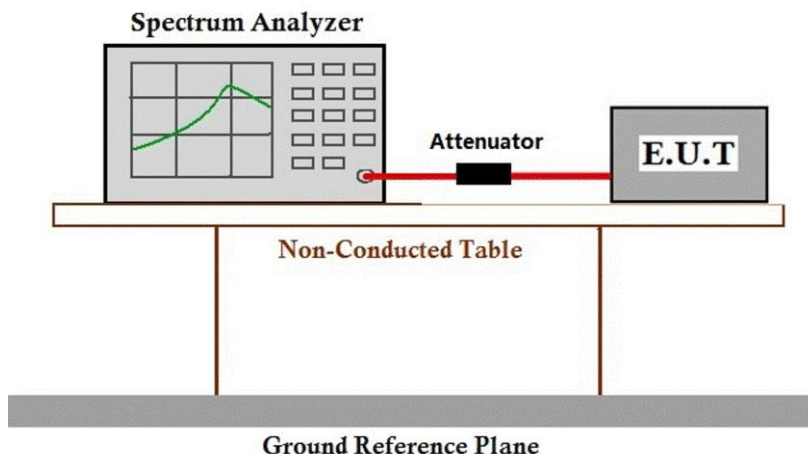 Spectrum Analyzer
Attenuator
E.U.T
Non-Conducted Table
Ground Reference Plane